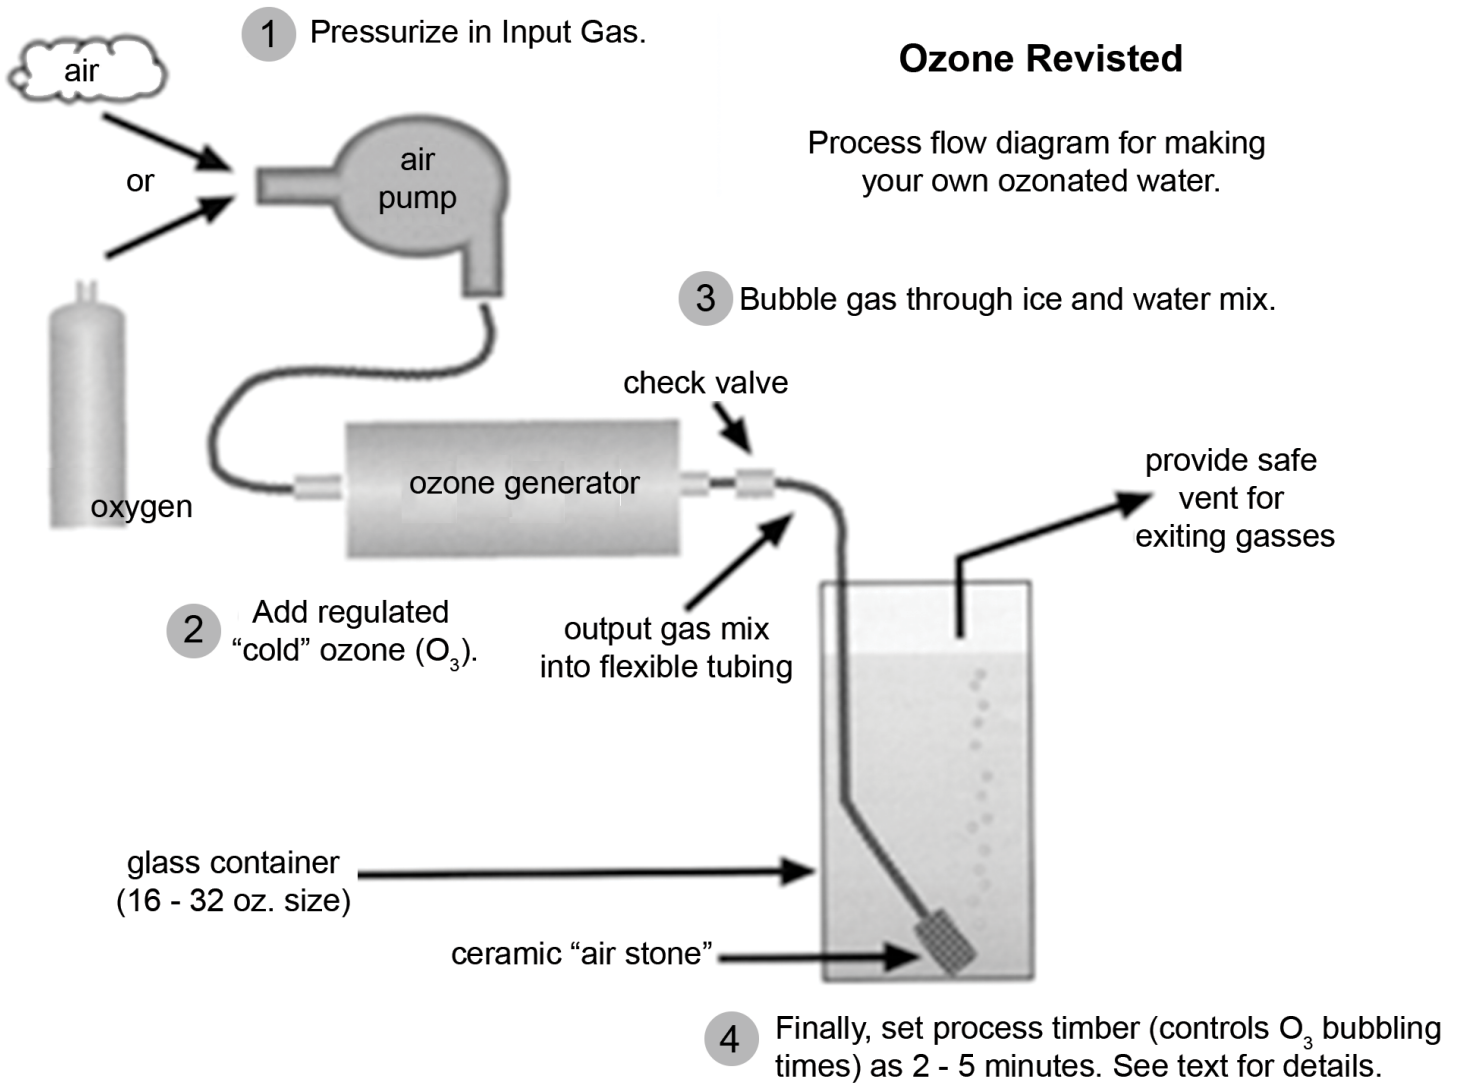 1 Pressurize in Input Gas.
Ozone Revisted
Process flow diagram for making
your own ozonated water.
air
or
air
pump
oxygen
3 Bubble gas through ice and water mix.
check valve
ozone generator
provide safe
vent for
exiting gasses
2 Add regulated
“cold” ozone (O₃).
output gas mix
into flexible tubing
glass container
(16 - 32 oz. size)
ceramic “air stone”
4 Finally, set process timber (controls O₃ bubbling
times) as 2 - 5 minutes. See text for details.